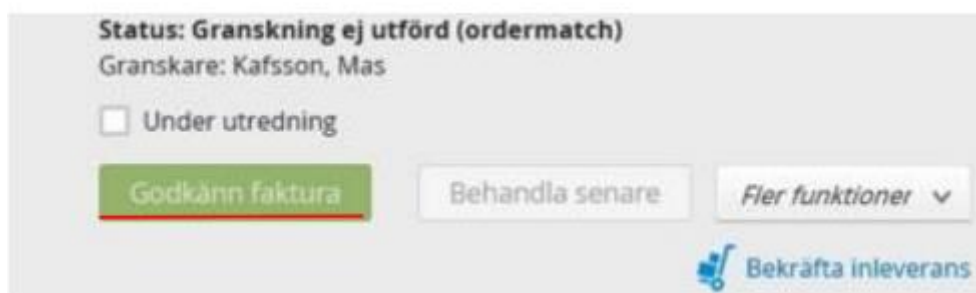 Status: Granskning ej utförd (ordermatch)
Granskare: Kafsson, Mas
Under utredning
Godkänn faktura Behandla senare Fler funktioner
Bekräfta inleverans